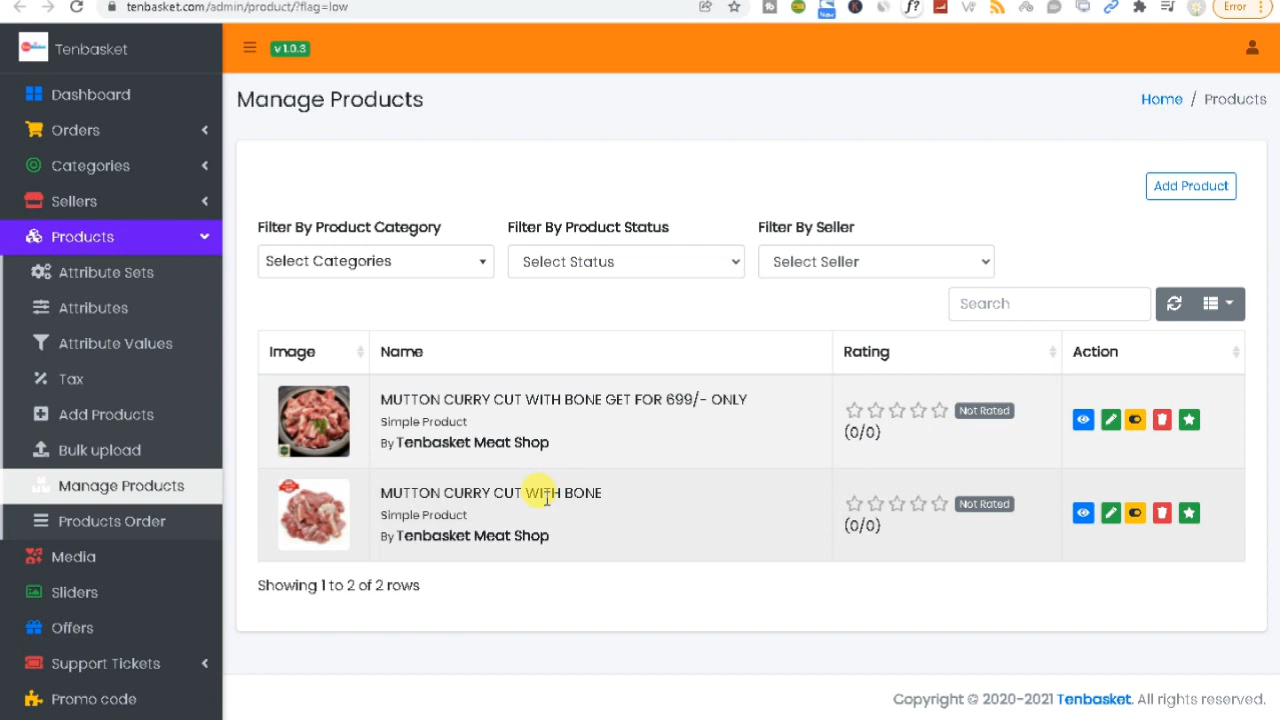 tenbasket.com/admin/product/?flag=low
Error
Tenbasket
v 1.0.3
Dashboard
Orders
Categories
Sellers
Products
Attribute Sets
Attributes
Attribute Values
Tax
Add Products
Bulk upload
Manage Products
Products Order
Media
Sliders
Offers
Support Tickets
Promo code
Manage Products
Home / Products
Add Product
Filter By Product Category Filter By Product Status Filter By Seller
Select Categories Select Status Select Seller
Search
Image Name Rating Action
MUTTON CURRY CUT WITH BONE GET FOR 699/- ONLY
Simple Product
By Tenbasket Meat Shop
Not Rated
(0/0)
MUTTON CURRY CUT WITH BONE
Simple Product
By Tenbasket Meat Shop
Not Rated
(0/0)
Showing 1 to 2 of 2 rows
Copyright © 2020-2021 Tenbasket. All rights reserved.